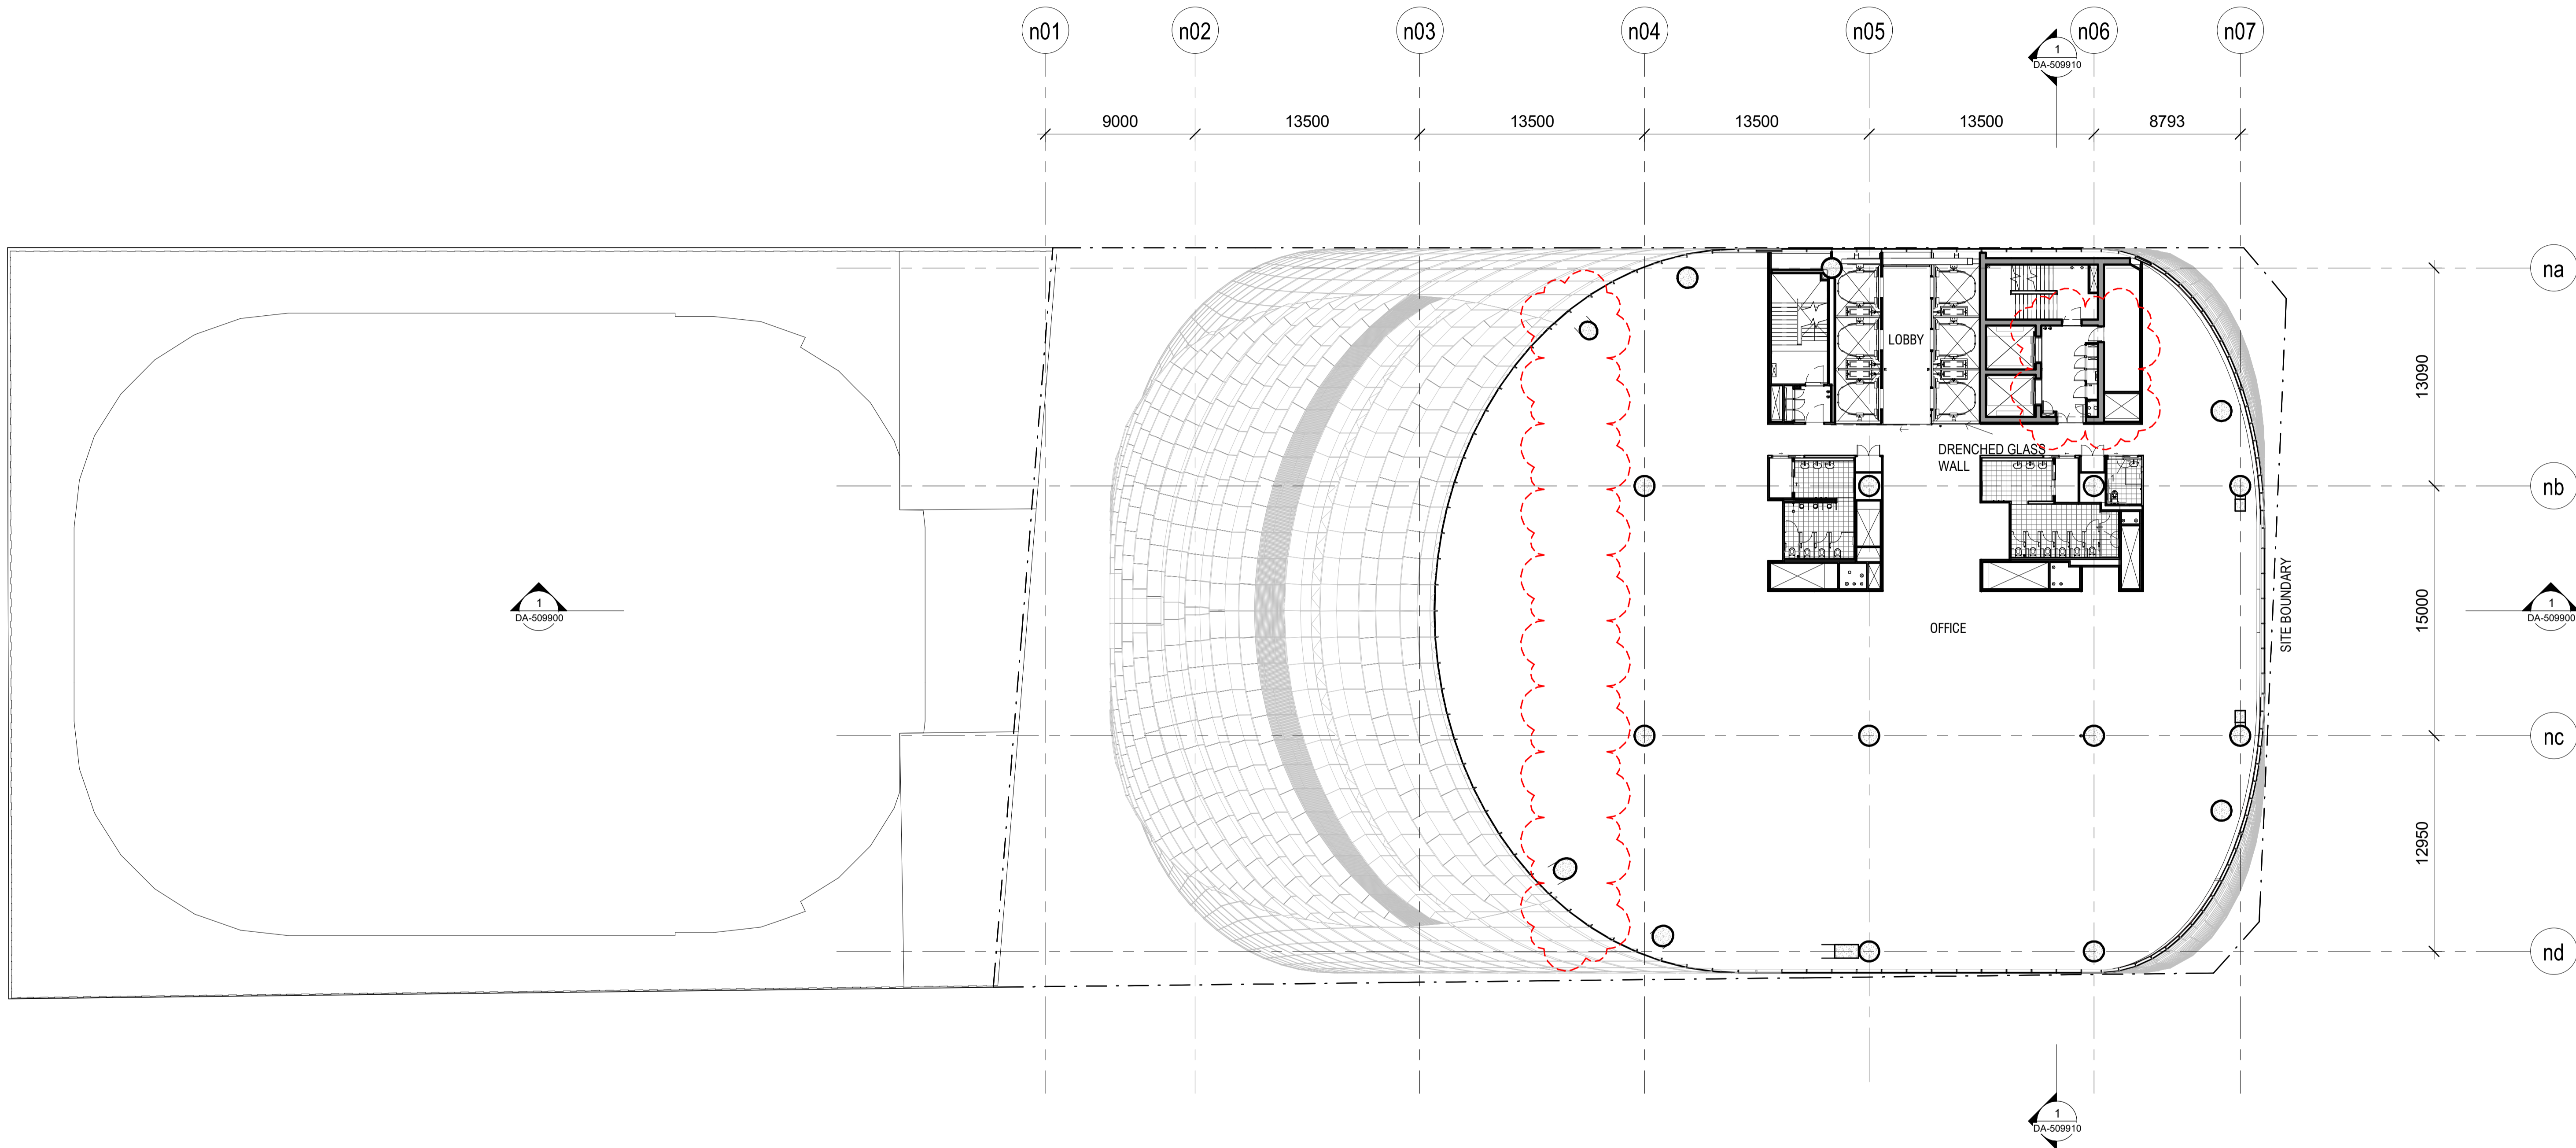 n01
n02
n03
n04
n05
n06
n07
1
DA-509910
9000
13500
13500
13500
13500
8793
na
LOBBY
13090
DRENCHED GLASS
WALL
nb
1
DA-509900
OFFICE
SITE BOUNDARY
15000
1
DA-509900
nc
12950
nd
1
DA-509910